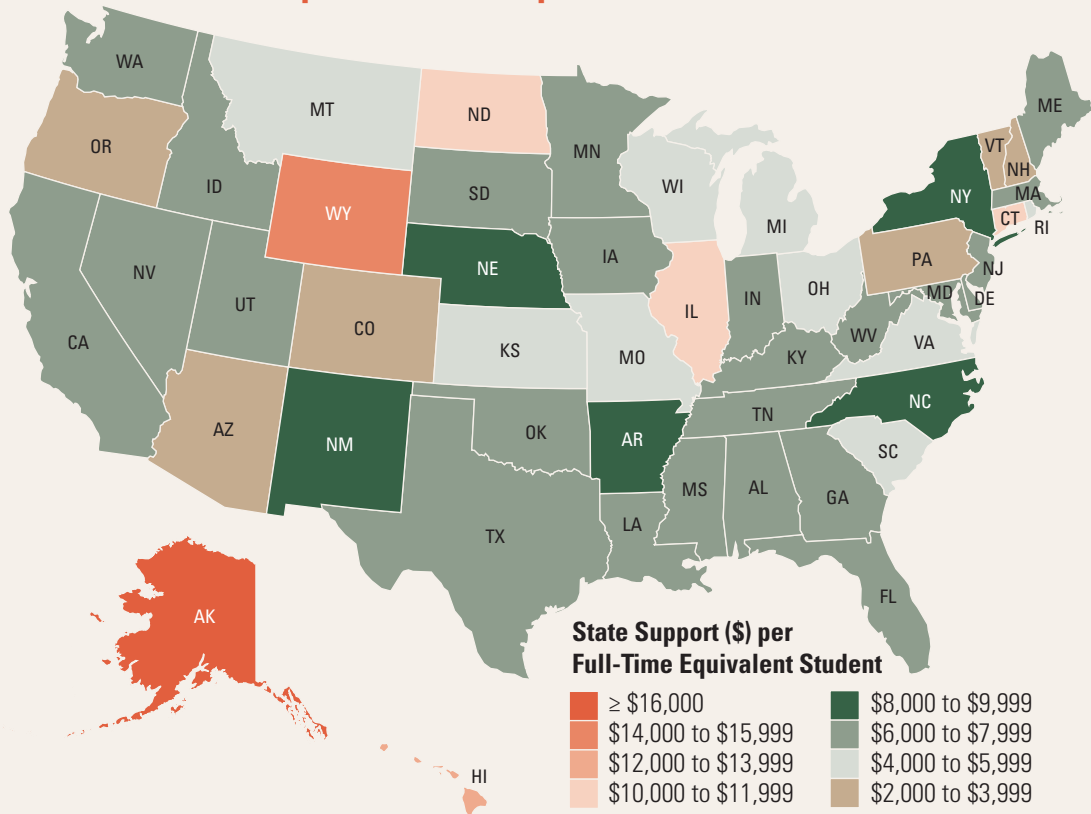 WA
MT
ND
ME
OR
MN
VT
ID
SD
WI
NH
WY
MI
NY
MA
CT
RI
NE
IA
PA
NV
NJ
UT
OH
MD
DE
IL
IN
CO
CA
WV
VA
KS
MO
KY
NC
AZ
TN
OK
NM
AR
SC
MS
AL
GA
LA
TX
FL
AK
HI
State Support ($) per
Full-Time Equivalent Student
≥ $16,000
$14,000 to $15,999
$12,000 to $13,999
$10,000 to $11,999
$8,000 to $9,999
$6,000 to $7,999
$4,000 to $5,999
$2,000 to $3,999